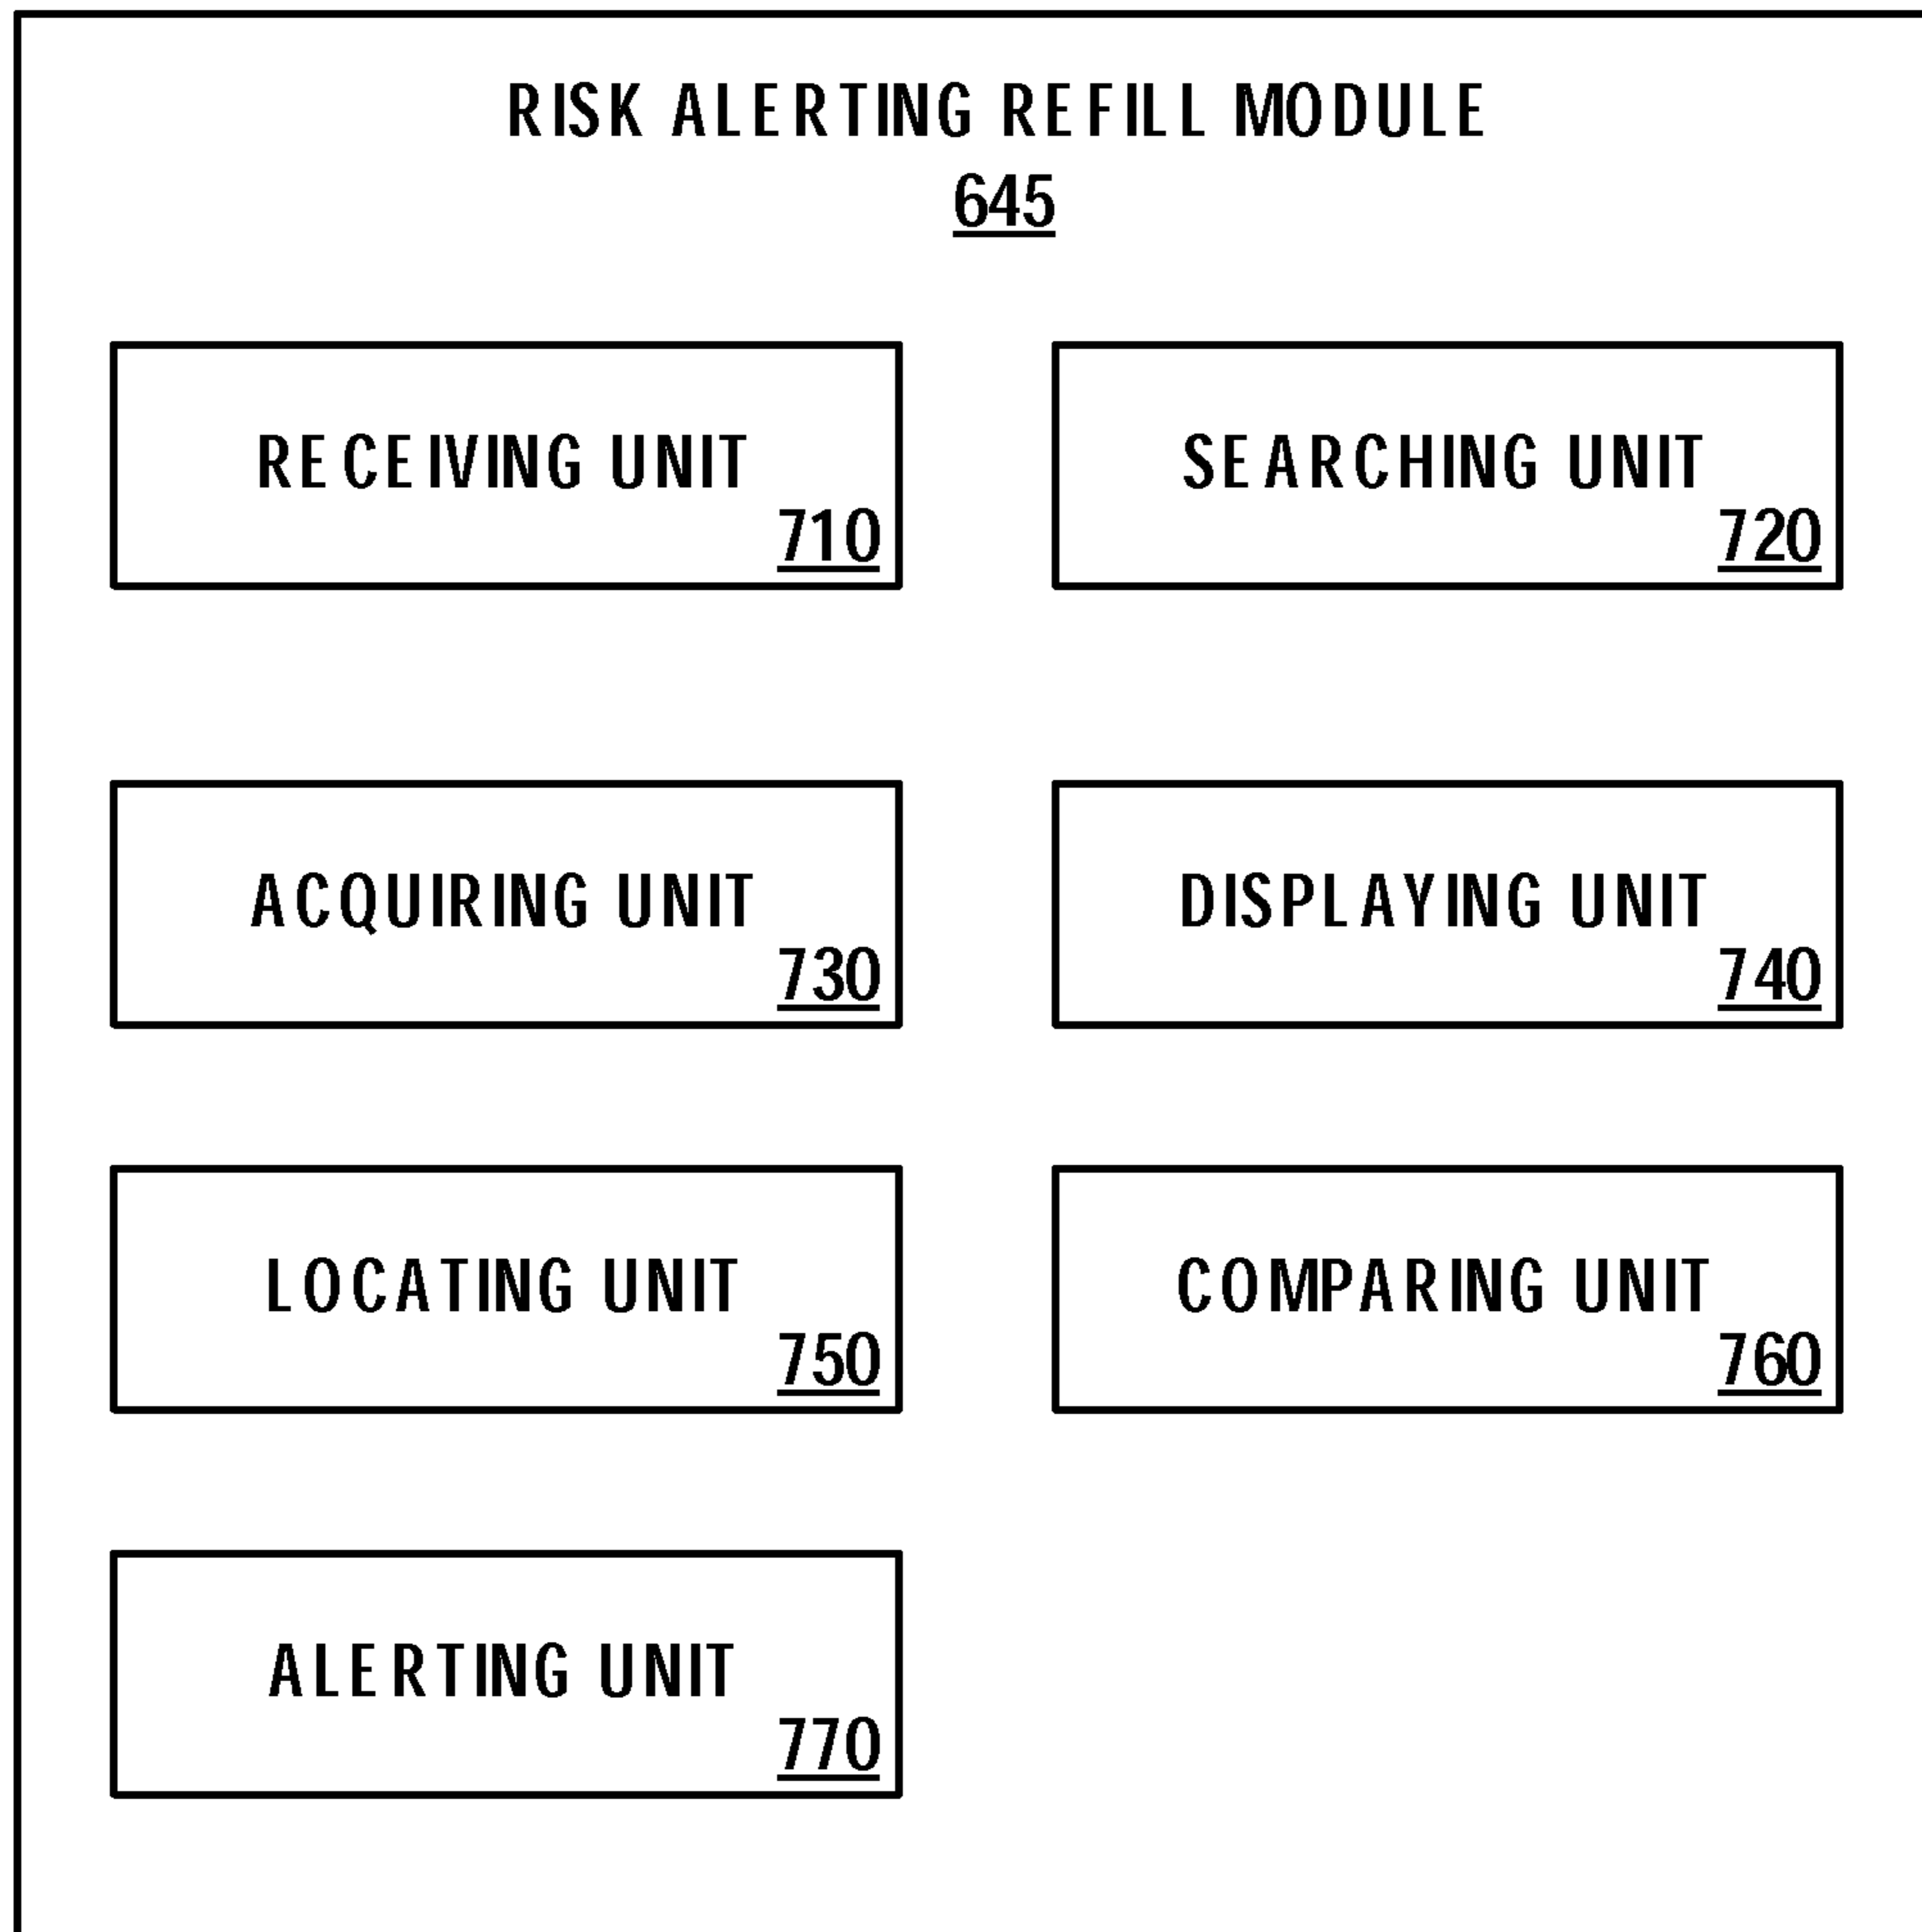 RISK ALERTING REFILL MODULE
645
RECEIVING UNIT
710
SEARCHING UNIT
720
ACQUIRING UNIT
730
DISPLAYING UNIT
740
LOCATING UNIT
750
COMPARING UNIT
760
ALERTING UNIT
770